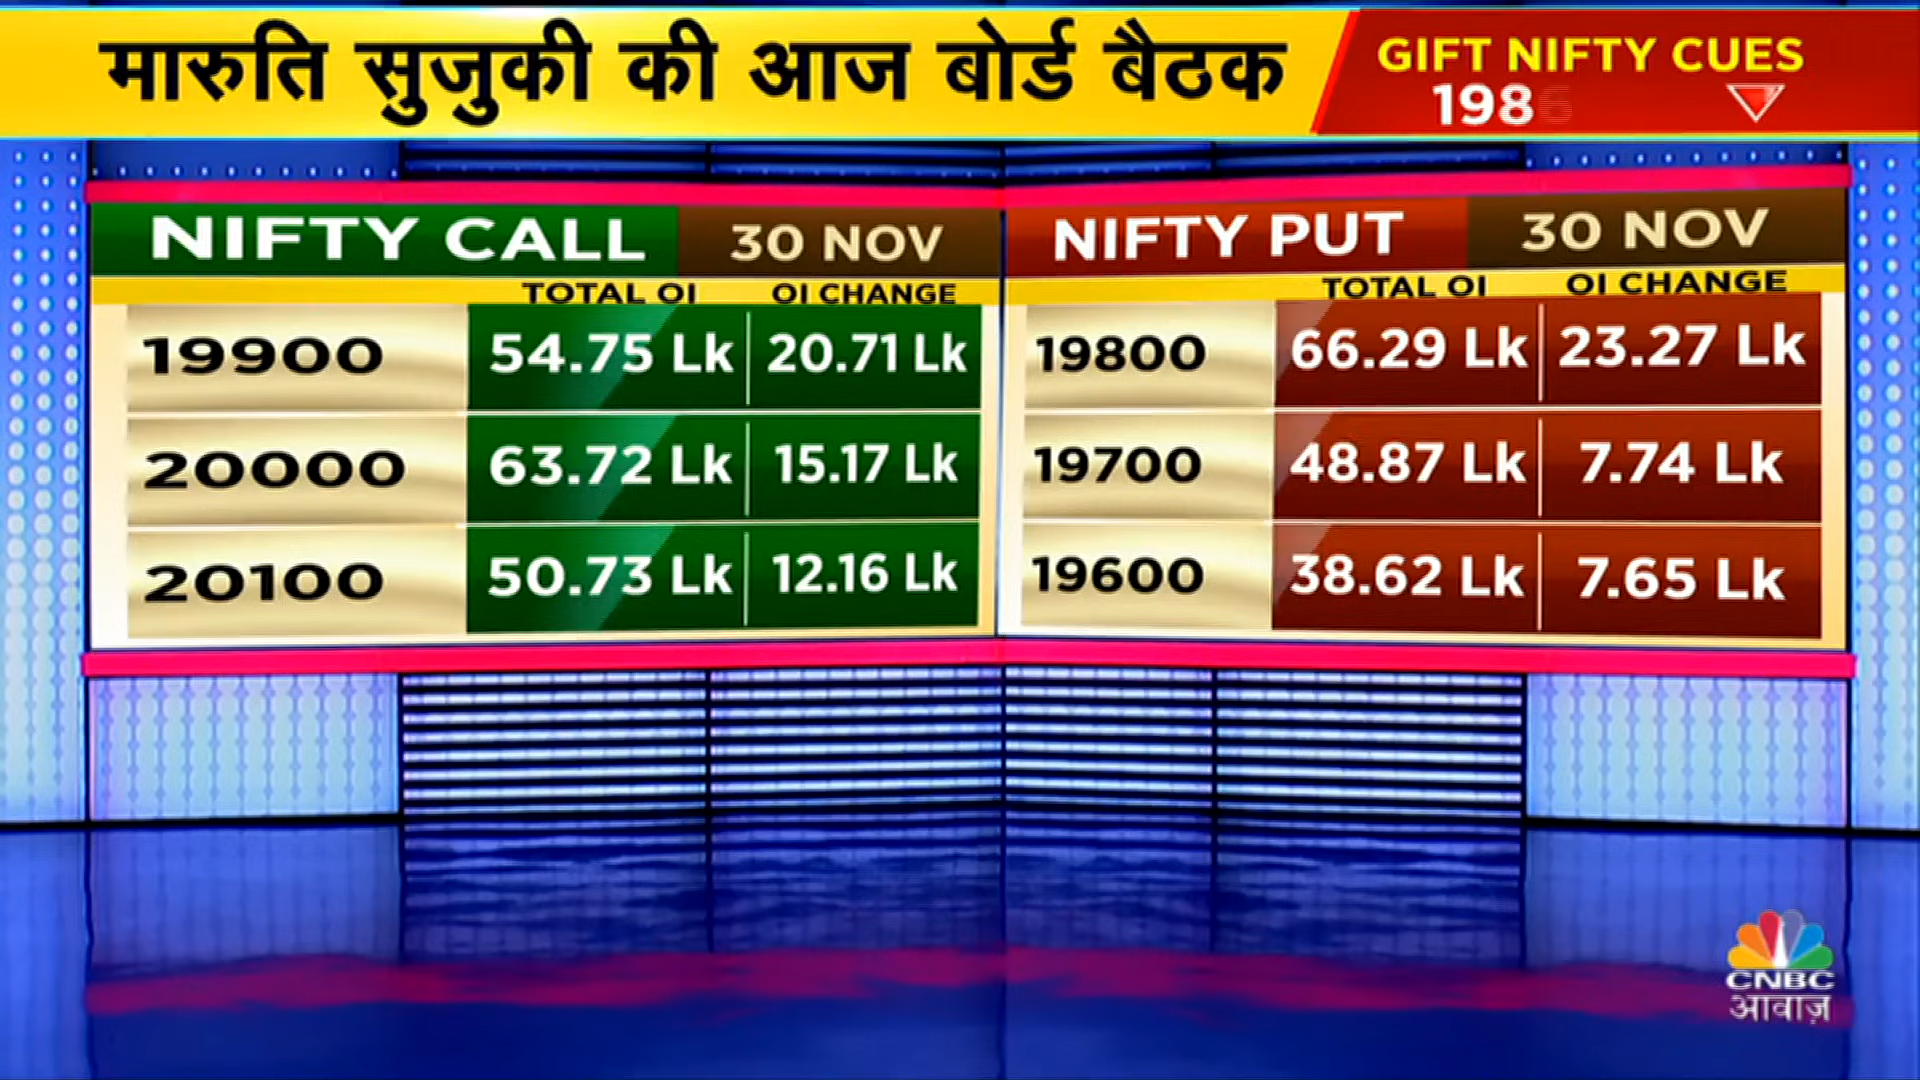 मारुति सुजुकी की आज बोर्ड बैठक
GIFT NIFTY CUES
198
NIFTY CALL 30 NOV
TOTAL OI OI CHANGE
19900 54.75 Lk 20.71 Lk
20000 63.72 Lk 15.17 Lk
20100 50.73 Lk 12.16 Lk
NIFTY PUT 30 NOV
TOTAL OI OI CHANGE
19800 66.29 Lk 23.27 Lk
19700 48.87 Lk 7.74 Lk
19600 38.62 Lk 7.65 Lk
CNBC
आवाज़